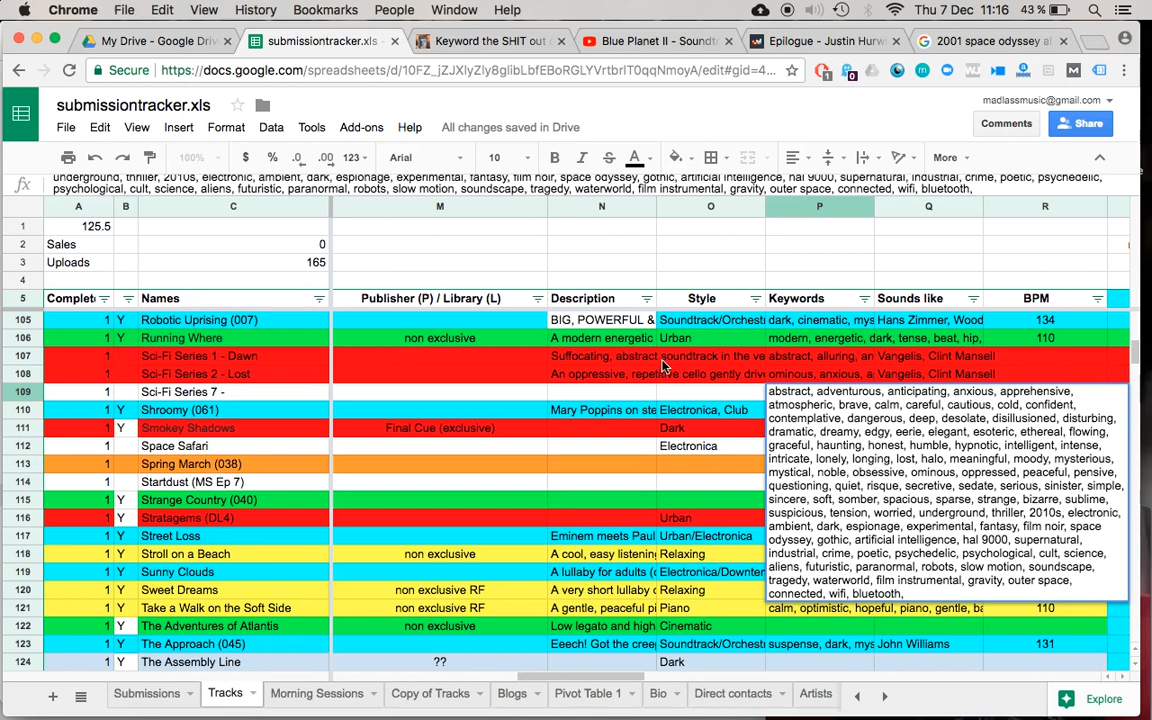 Chrome File Edit View History Bookmarks People Window Help Thu 7 Dec 11:16 43 %
My Drive - Google Driv submissiontracker.xls - Keyword the SHIT out Blue Planet II - Soundt Epilogue - Justin Hurwi 2001 space odyssey al
Secure https://docs.google.com/spreadsheets/d/10FZ_jZJXlyZly8glibLbfEBoRGLYVrtbrlT0qqNmoyA/edit#gid=4...
submissiontracker.xls
madlassmusic@gmail.com
File Edit View Insert Format Data Tools Add-ons Help All changes saved in Drive
Comments Share
100% $ % .0 .00 123 Arial 10 B I S A More
underground, thriller, 2010s, electronic, ambient, dark, espionage, experimental, fantasy, film noir, space odyssey, gothic, artificial intelligence, hal 9000, supernatural, industrial, crime, poetic, psychedelic,
fx psychological, cult, science, aliens, futuristic, paranormal, robots, slow motion, soundscape, tragedy, waterworld, film instrumental, gravity, outer space, connected, wifi, bluetooth,
A B C M N O P Q R
1 125.5
2 Sales 0
3 Uploads 165
4
5 Complet Names Publisher (P) / Library (L) Description Style Keywords Sounds like BPM
105 1 Y Robotic Uprising (007) BIG, POWERFUL & Soundtrack/Orchest dark, cinematic, mys Hans Zimmer, Wood 134
106 1 Y Running Where non exclusive A modern energetic Urban modern, energetic, dark, tense, beat, hip, 110
107 1 Sci-Fi Series 1 - Dawn Suffocating, abstract soundtrack in the ve abstract, alluring, an Vangelis, Clint Mansell
108 1 Sci-Fi Series 2 - Lost An oppressive, repetitive cello gently drive ominous, anxious, a Vangelis, Clint Mansell
109 1 Sci-Fi Series 7 -
110 1 Y Shroomy (061) Mary Poppins on ste Electronica, Club
111 1 Y Smokey Shadows Final Cue (exclusive) Dark
112 1 Space Safari Electronica
113 1 Spring March (038)
114 1 Startdust (MS Ep 7)
115 1 Y Strange Country (040)
116 1 Y Stratagems (DL4) Urban
117 1 Y Street Loss Eminem meets Paul Urban/Electronica
118 1 Y Stroll on a Beach non exclusive A cool, easy listening Relaxing
119 1 Y Sunny Clouds A lullaby for adults ( Electronica/Downter
120 1 Y Sweet Dreams non exclusive RF A very short lullaby Relaxing
121 1 Y Take a Walk on the Soft Side non exclusive RF A gentle, peaceful pi Piano calm, optimistic, hopeful, piano, gentle, ba 110
122 1 Y The Adventures of Atlantis non exclusive Low legato and high Cinematic
123 1 Y The Approach (045) Eeech! Got the cree Soundtrack/Orchest suspense, dark, mys John Williams 131
124 1 Y The Assembly Line ?? Dark
abstract, adventurous, anticipating, anxious, apprehensive,
atmospheric, brave, calm, careful, cautious, cold, confident,
contemplative, dangerous, deep, desolate, disillusioned, disturbing,
dramatic, dreamy, edgy, eerie, elegant, esoteric, ethereal, flowing,
graceful, haunting, honest, humble, hypnotic, intelligent, intense,
intricate, lonely, longing, lost, halo, meaningful, moody, mysterious,
mystical, noble, obsessive, ominous, oppressed, peaceful, pensive,
questioning, quiet, risque, secretive, sedate, serious, sinister, simple,
sincere, soft, somber, spacious, sparse, strange, bizarre, sublime,
suspicious, tension, worried, underground, thriller, 2010s, electronic,
ambient, dark, espionage, experimental, fantasy, film noir, space
odyssey, gothic, artificial intelligence, hal 9000, supernatural,
industrial, crime, poetic, psychedelic, psychological, cult, science,
aliens, futuristic, paranormal, robots, slow motion, soundscape,
tragedy, waterworld, film instrumental, gravity, outer space,
connected, wifi, bluetooth,
Submissions Tracks Morning Sessions Copy of Tracks Blogs Pivot Table 1 Bio Direct contacts Artists Explore